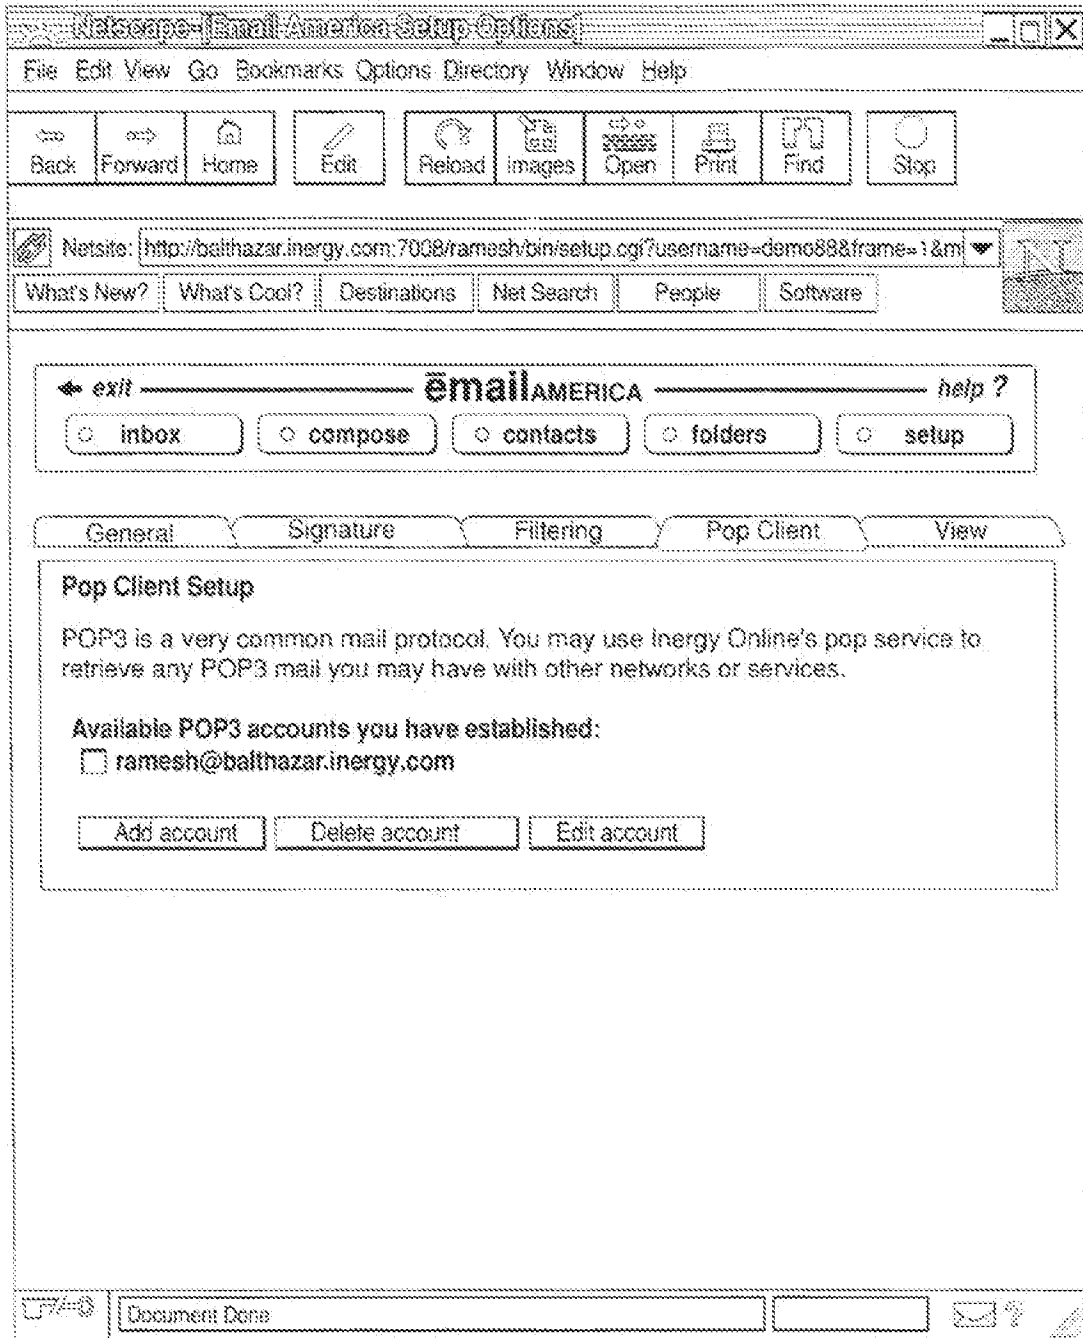 Netscape-[Email America Setup Options]
File Edit View Go Bookmarks Options Directory Window Help
Back Forward Home Edit Reload Images Open Print Find Stop
Netsite: http://balthazar.inergy.com:7008/ramesh/bin/setup.cgi?username=demo88&frame=1&m
N
What's New? What's Cool? Destinations Net Search People Software
exit ēmailAMERICA help ?
inbox compose contacts folders setup
General Signature Filtering Pop Client View
Pop Client Setup
POP3 is a very common mail protocol. You may use Inergy Online's pop service to
retrieve any POP3 mail you may have with other networks or services.
Available POP3 accounts you have established:
ramesh@balthazar.inergy.com
Add account Delete account Edit account
Document Done
?